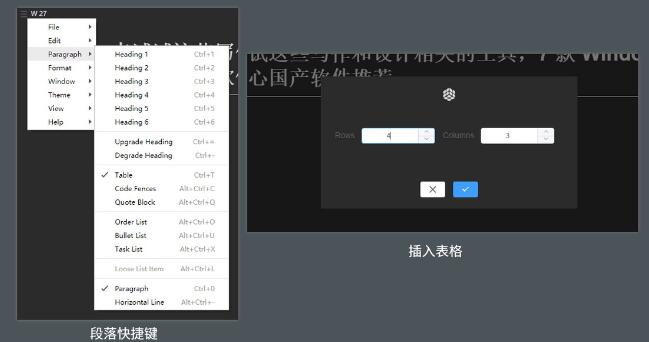 W 27
File
Edit
Paragraph
Format
Window
Theme
View
Help
Heading 1 Ctrl+1
Heading 2 Ctrl+2
Heading 3 Ctrl+3
Heading 4 Ctrl+4
Heading 5 Ctrl+5
Heading 6 Ctrl+6
Upgrade Heading Ctrl+=
Degrade Heading Ctrl+-
Table Ctrl+T
Code Fences Alt+Ctrl+C
Quote Block Alt+Ctrl+Q
Order List Alt+Ctrl+O
Bullet List Alt+Ctrl+U
Task List Alt+Ctrl+X
Loose List Item Alt+Ctrl+L
Paragraph Ctrl+0
Horizontal Line Alt+Ctrl+-
段落快捷键
试这些写作和设计相关的工具，7 款 Windo
心国产软件推荐
Rows 4 Columns 3
插入表格